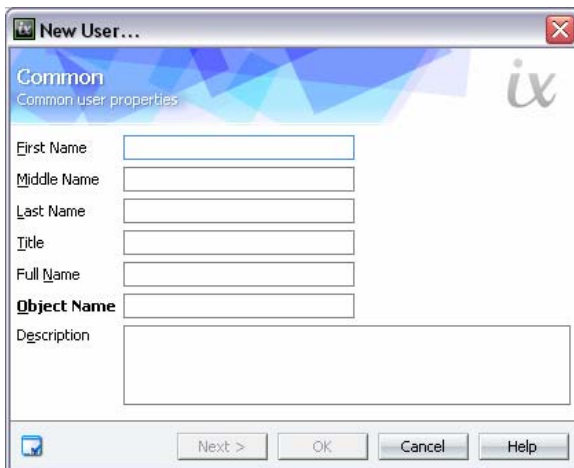 ix New User...
Common
Common user properties
ix
First Name
Middle Name
Last Name
Title
Full Name
Object Name
Description
Next > OK Cancel Help